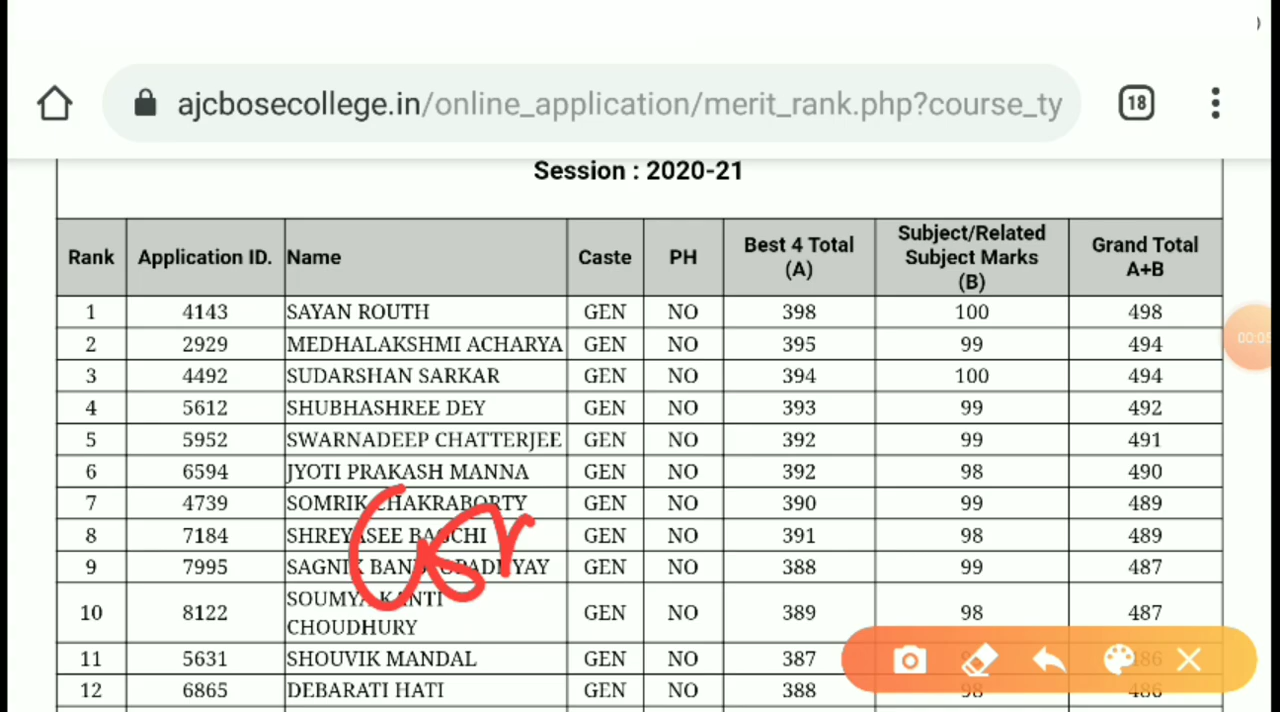 ajcbosecollege.in/online_application/merit_rank.php?course_ty 18
Session : 2020-21
Rank Application ID. Name Caste PH Best 4 Total (A) Subject/Related Subject Marks (B) Grand Total A+B
1 4143 SAYAN ROUTH GEN NO 398 100 498
2 2929 MEDHALAKSHMI ACHARYA GEN NO 395 99 494
3 4492 SUDARSHAN SARKAR GEN NO 394 100 494
4 5612 SHUBHASHREE DEY GEN NO 393 99 492
5 5952 SWARNADEEP CHATTERJEE GEN NO 392 99 491
6 6594 JYOTI PRAKASH MANNA GEN NO 392 98 490
7 4739 SOMRIK CHAKRABORTY GEN NO 390 99 489
8 7184 SHREYASEE BAGCHI GEN NO 391 98 489
9 7995 SAGNIK BANDYOPADHYAY GEN NO 388 99 487
10 8122 SOUMYA KANTI CHOUDHURY GEN NO 389 98 487
11 5631 SHOUVIK MANDAL GEN NO 387 486
12 6865 DEBARATI HATI GEN NO 388 98 486